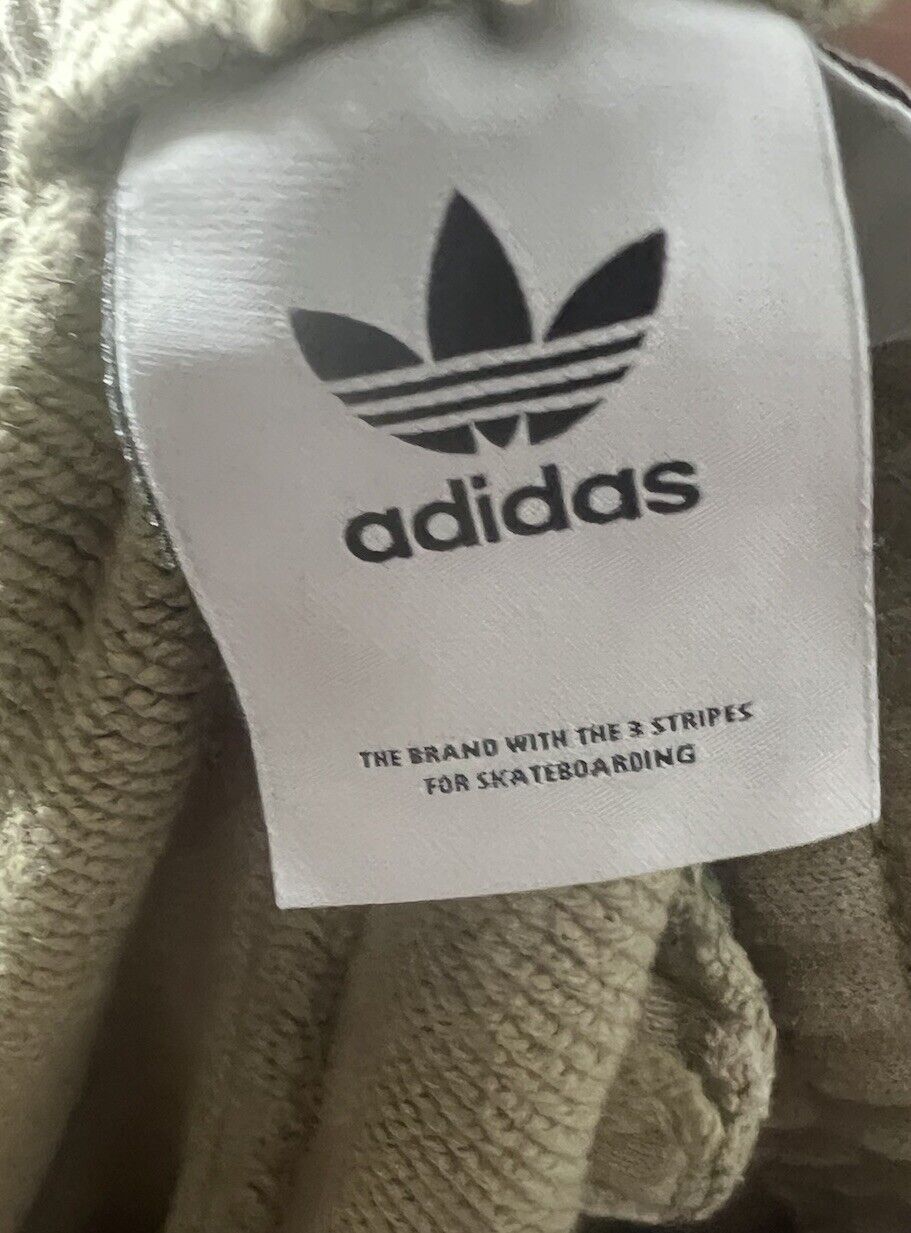 adidas
THE BRAND WITH THE 3 STRIPES
FOR SKATEBOARDING